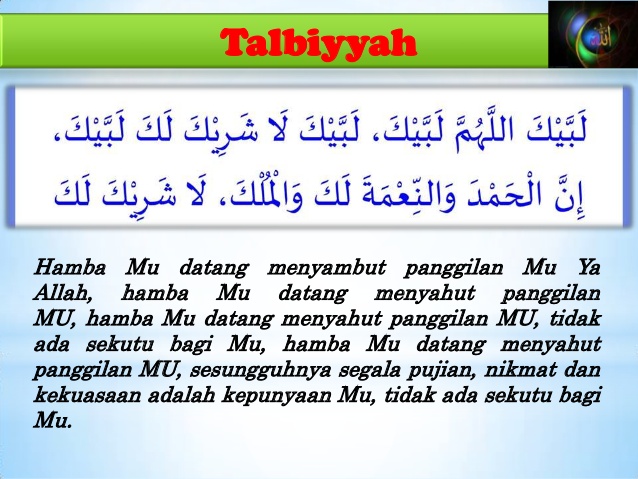 Talbiyyah
لَبَّيْكَ اللَّهُمَّ لَبَّيْكَ، لَبَّيْكَ لَا شَرِيْكَ لَكَ لَبَّيْكَ،
إِنَّ الْحَمْدَ وَالنِّعْمَةَ لَكَ وَالْمُلْكَ، لَا شَرِيْكَ لَكَ
Hamba Mu datang menyambut panggilan Mu Ya
Allah, hamba Mu datang menyahut panggilan
MU, hamba Mu datang menyahut panggilan MU, tidak
ada sekutu bagi Mu, hamba Mu datang menyahut
panggilan MU, sesungguhnya segala pujian, nikmat dan
kekuasaan adalah kepunyaan Mu, tidak ada sekutu bagi
Mu.
الله